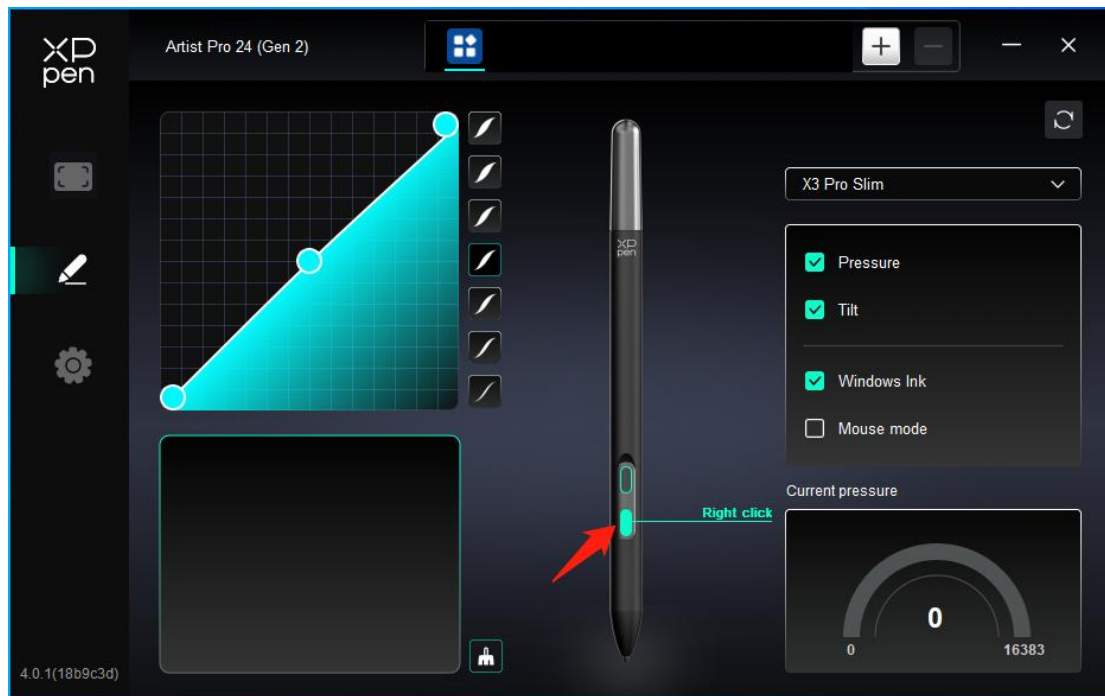 XP
pen
Artist Pro 24 (Gen 2)
X3 Pro Slim
XP
pen
Pressure
Tilt
Windows Ink
Mouse mode
Current pressure
Right click
0
0
16383
4.0.1(18b9c3d)